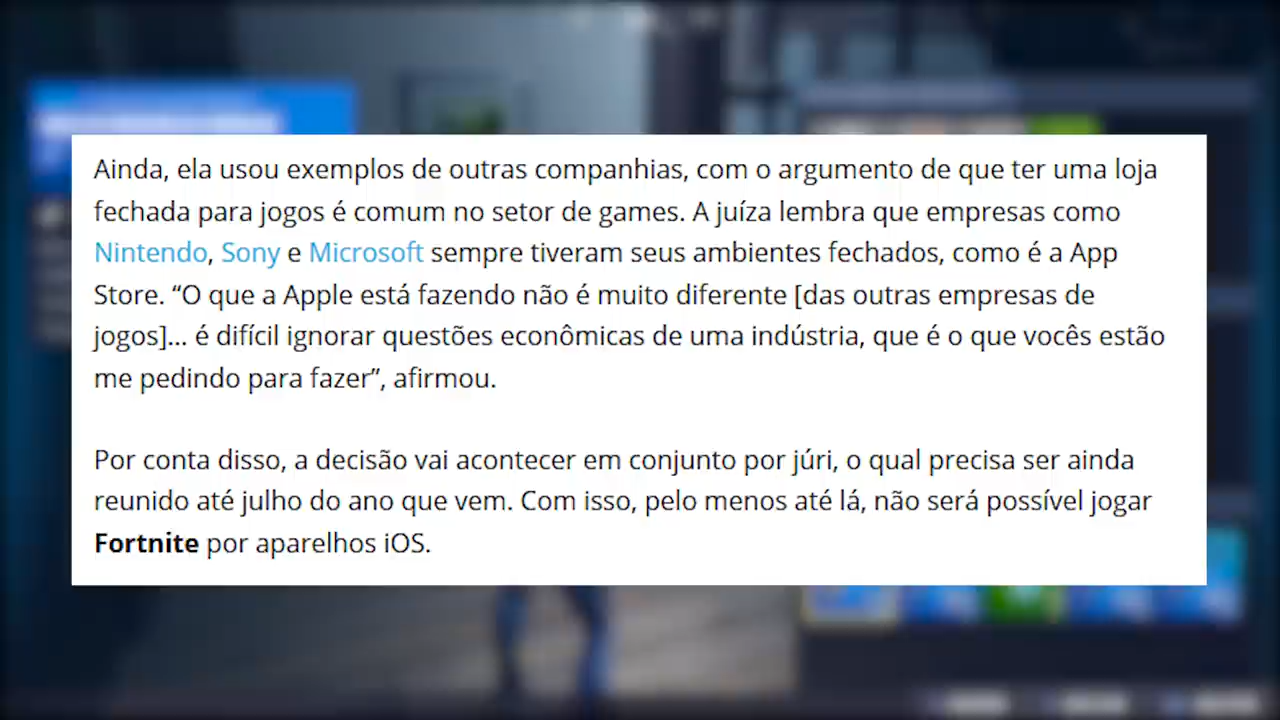 Ainda, ela usou exemplos de outras companhias, com o argumento de que ter uma loja
fechada para jogos é comum no setor de games. A juíza lembra que empresas como
Nintendo, Sony e Microsoft sempre tiveram seus ambientes fechados, como é a App
Store. “O que a Apple está fazendo não é muito diferente [das outras empresas de
jogos]... é difícil ignorar questões econômicas de uma indústria, que é o que vocês estão
me pedindo para fazer”, afirmou.
Por conta disso, a decisão vai acontecer em conjunto por júri, o qual precisa ser ainda
reunido até julho do ano que vem. Com isso, pelo menos até lá, não será possível jogar
Fortnite por aparelhos iOS.